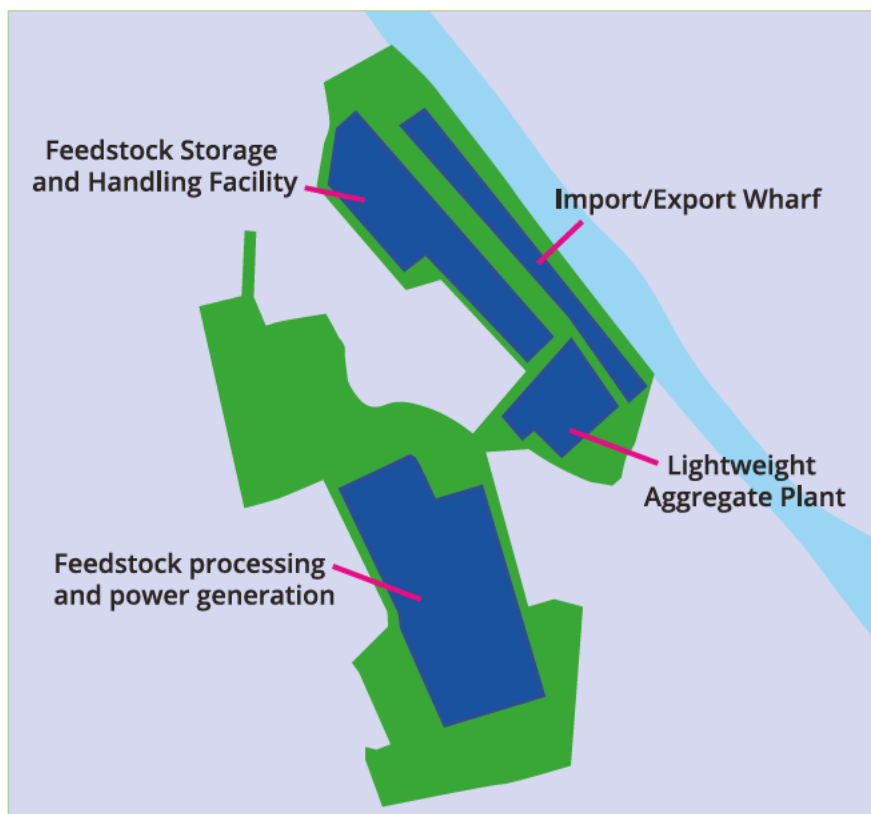 Feedstock Storage
and Handling Facility
Import/Export Wharf
Lightweight
Aggregate Plant
Feedstock processing
and power generation